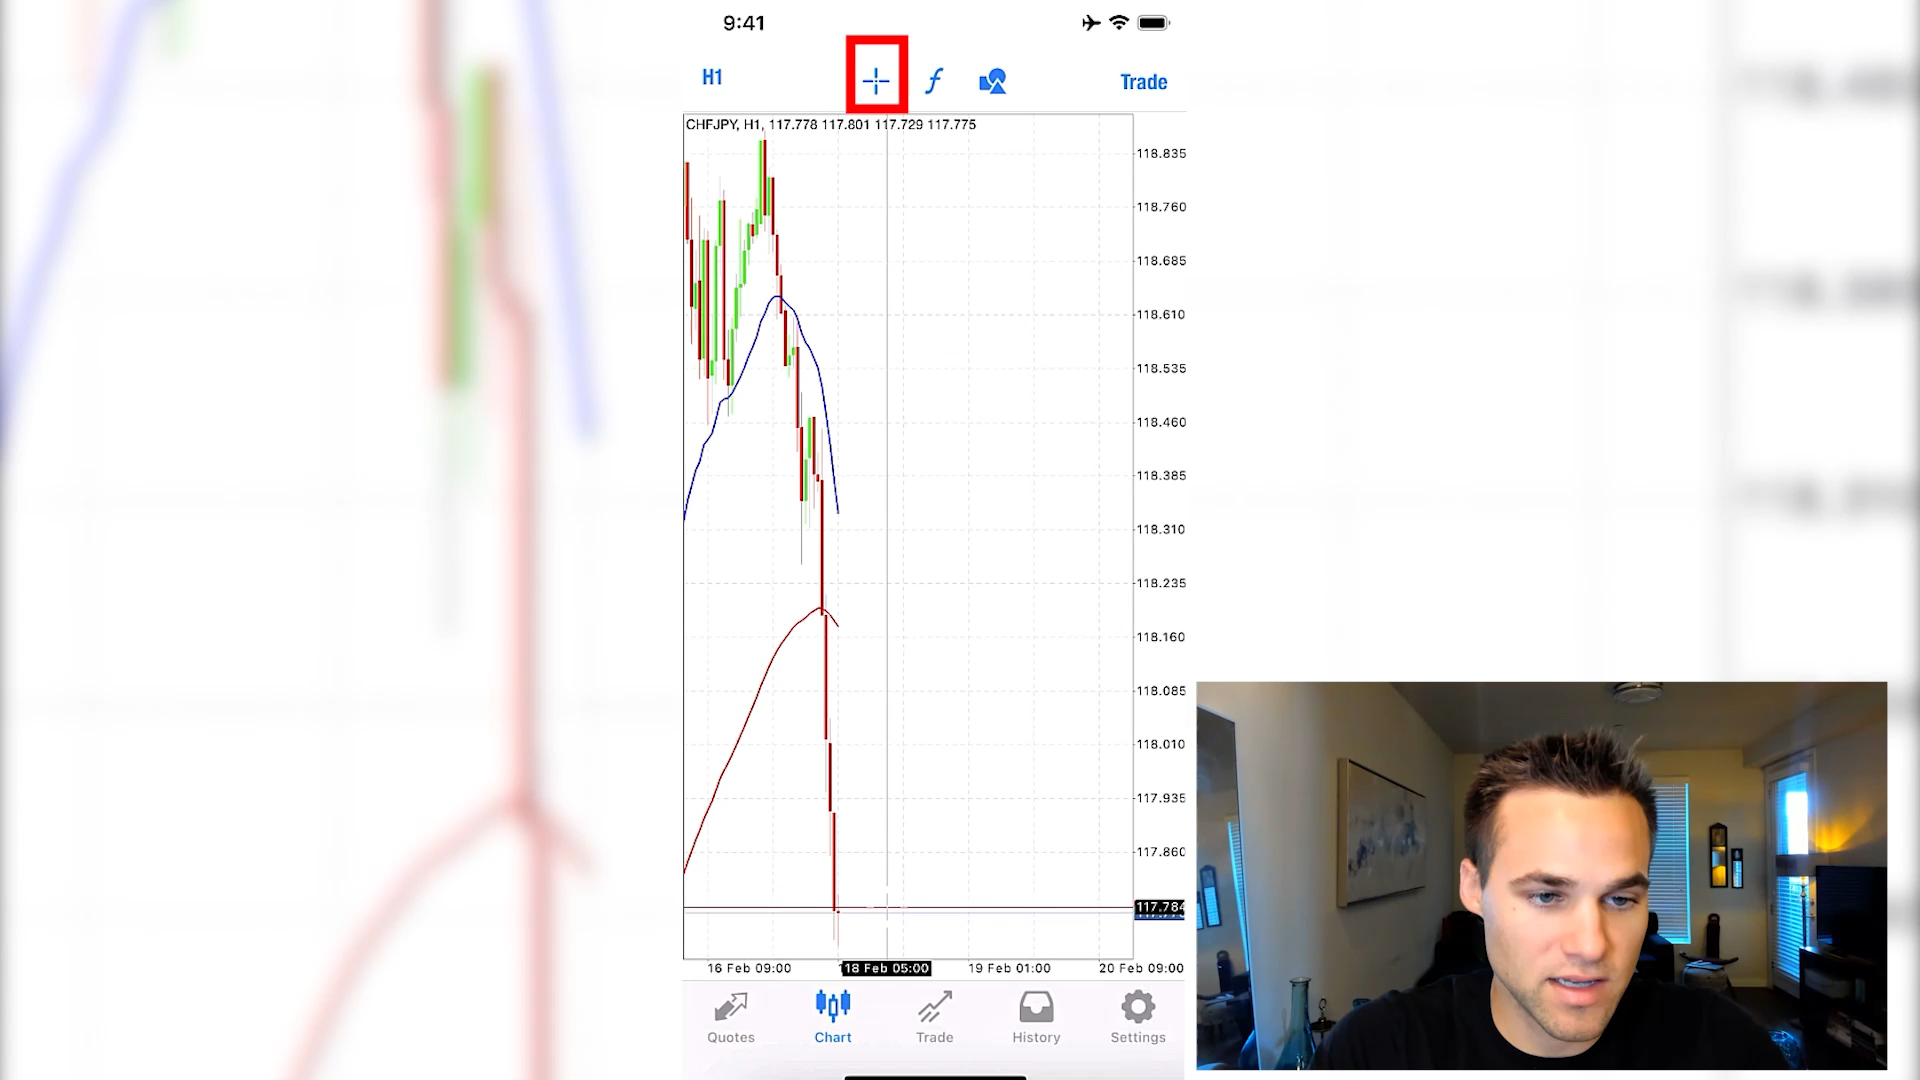 9:41
H1
f
Trade
CHFJPY, H1, 117.778 117.801 117.729 117.775
118.835
118.760
118.685
118.610
118.535
118.460
118.385
118.310
118.235
118.160
118.085
118.010
117.935
117.860
117.784
16 Feb 09:00
18 Feb 05:00
19 Feb 01:00
20 Feb 09:00
Quotes
Chart
Trade
History
Settings